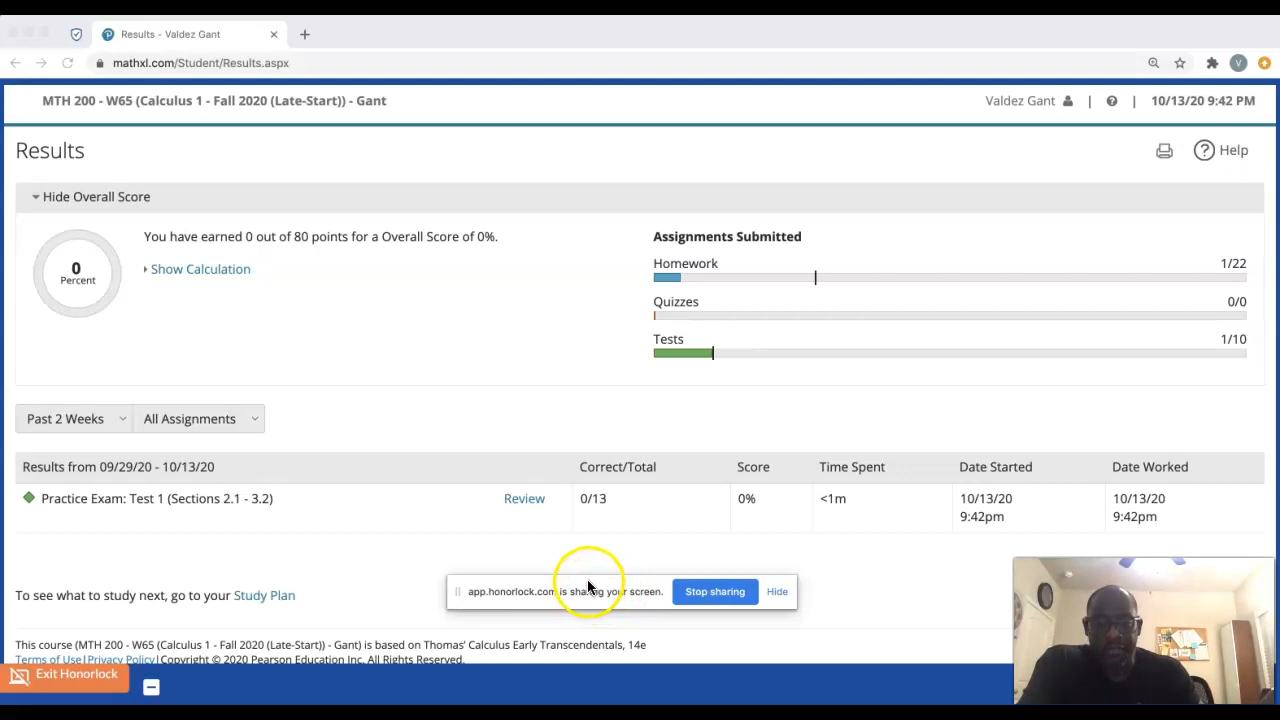 Results - Valdez Gant
mathxl.com/Student/Results.aspx
V
MTH 200 - W65 (Calculus 1 - Fall 2020 (Late-Start)) - Gant
Valdez Gant | ? | 10/13/20 9:42 PM
Results
? Help
Hide Overall Score
0
Percent
You have earned 0 out of 80 points for a Overall Score of 0%.
Show Calculation
Assignments Submitted
Homework 1/22
Quizzes 0/0
Tests 1/10
Past 2 Weeks
All Assignments
Results from 09/29/20 - 10/13/20 Correct/Total Score Time Spent Date Started Date Worked
Practice Exam: Test 1 (Sections 2.1 - 3.2) Review 0/13 0% <1m 10/13/20 10/13/20
9:42pm 9:42pm
To see what to study next, go to your Study Plan
app.honorlock.com is sharing your screen. Stop sharing Hide
This course (MTH 200 - W65 (Calculus 1 - Fall 2020 (Late-Start)) - Gant) is based on Thomas' Calculus Early Transcendentals, 14e
Terms of Use | Privacy Policy | Copyright © 2020 Pearson Education Inc. All Rights Reserved.
Exit Honorlock